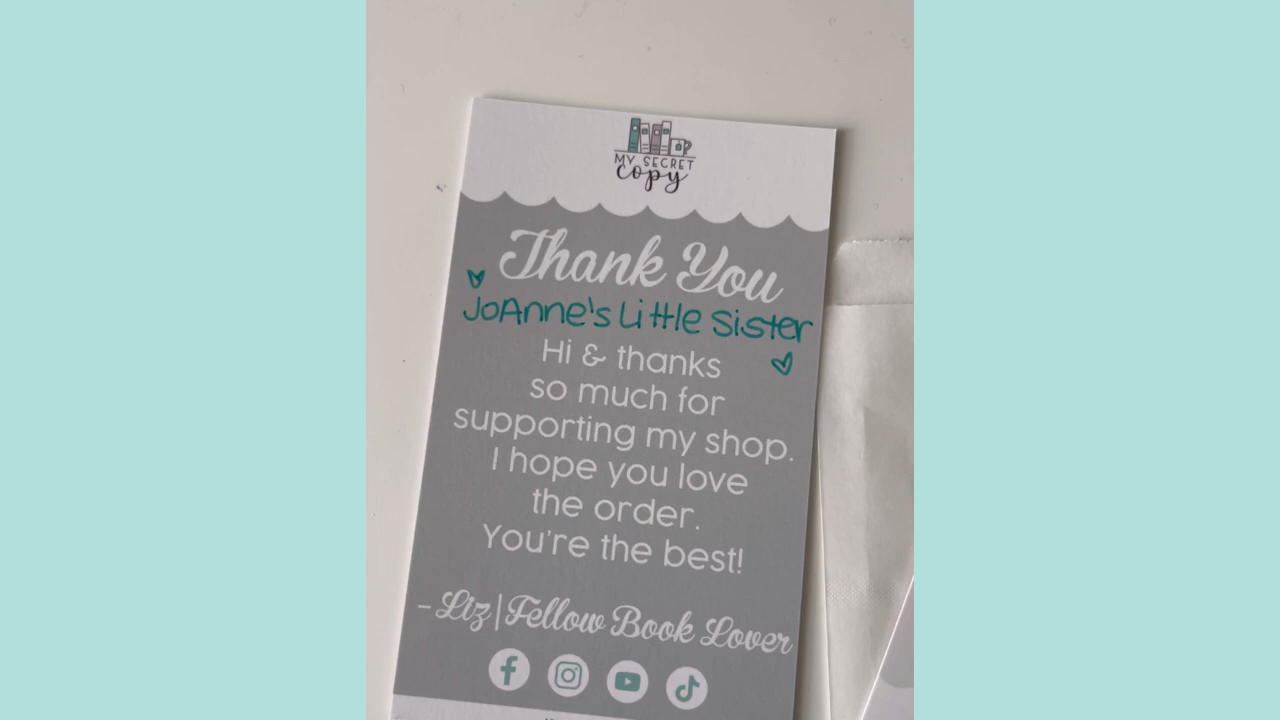 MY SECRET
copy
Thank You
JoAnne's Little Sister
Hi & thanks
so much for
supporting my shop.
I hope you love
the order.
You're the best!
- Liz | Fellow Book Lover